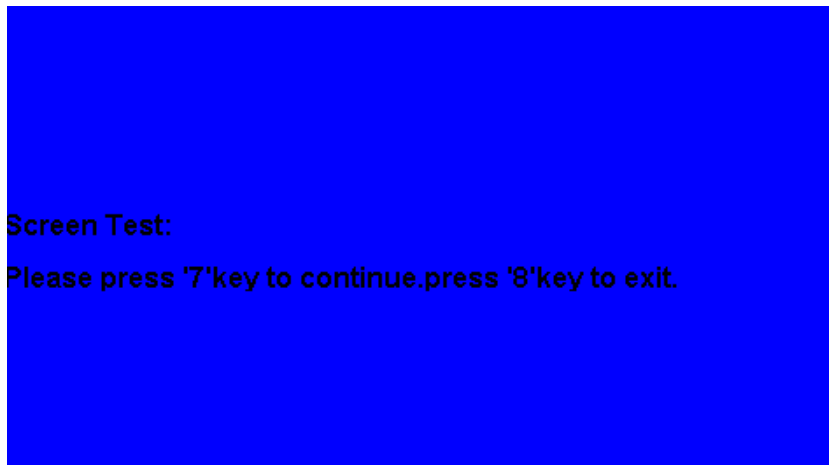 Screen Test:
Please press '7'key to continue.press '8'key to exit.